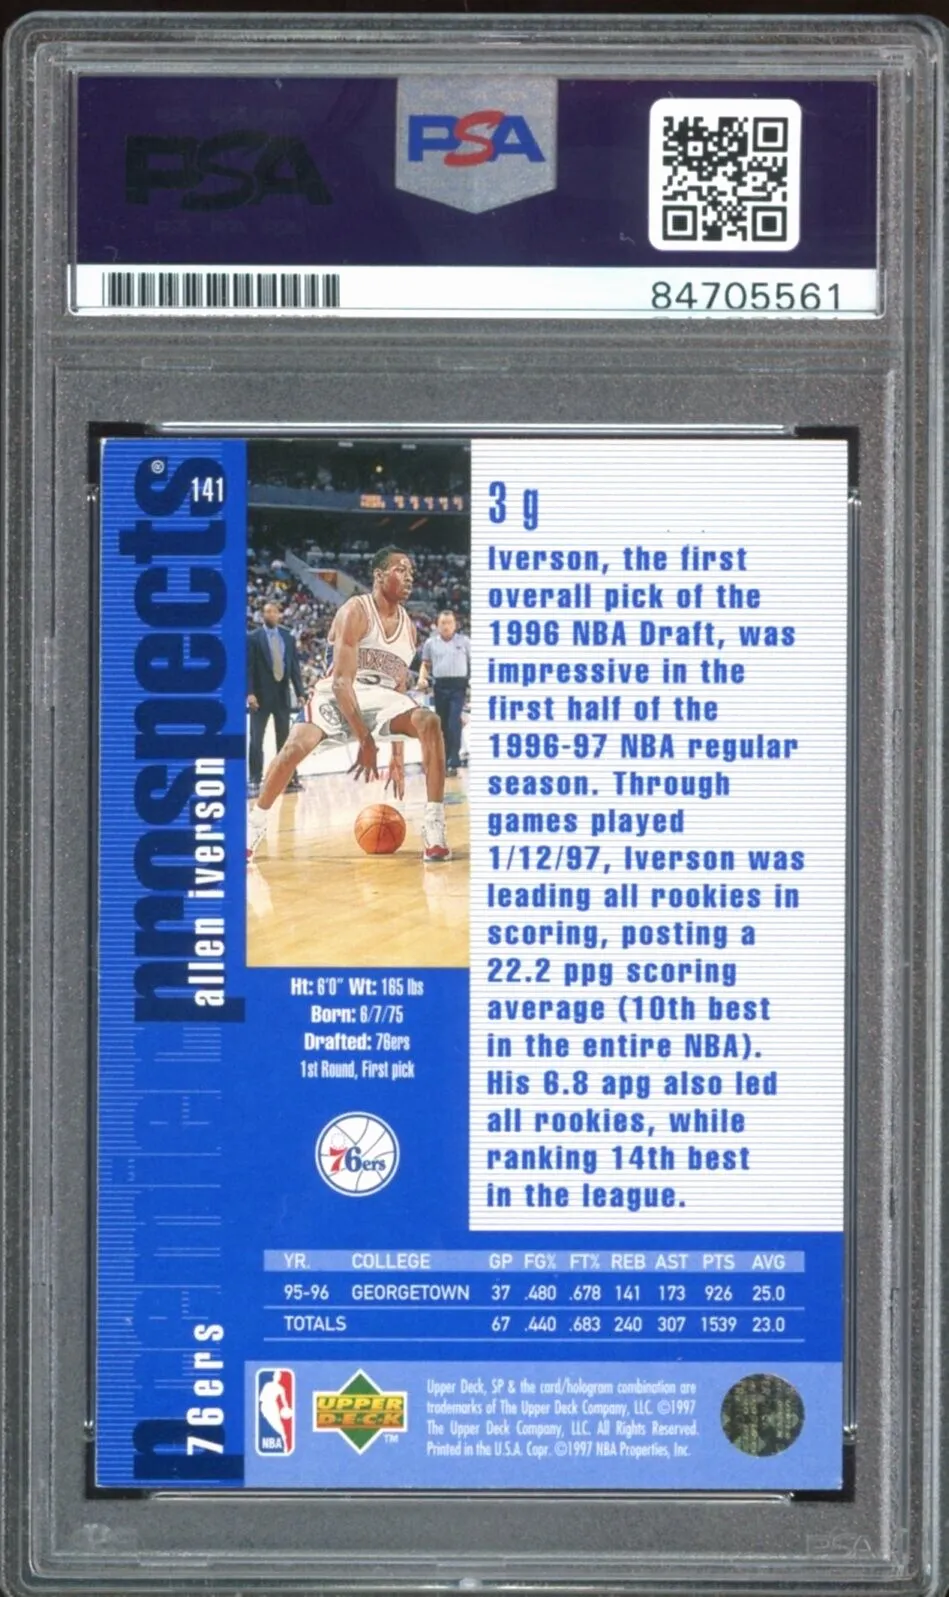 PSA
PSA
84705561
141
prospects®
allen iverson
76ers
SIXERS
3 g
Iverson, the first
overall pick of the
1996 NBA Draft, was
impressive in the
first half of the
1996-97 NBA regular
season. Through
games played
1/12/97, Iverson was
leading all rookies in
scoring, posting a
22.2 ppg scoring
average (10th best
in the entire NBA).
His 6.8 apg also led
all rookies, while
ranking 14th best
in the league.
Ht: 6'0" Wt: 165 lbs
Born: 6/7/75
Drafted: 76ers
1st Round, First pick
76ers
YR. COLLEGE GP FG% FT% REB AST PTS AVG
95-96 GEORGETOWN 37 .480 .678 141 173 926 25.0
TOTALS 67 .440 .683 240 307 1539 23.0
NBA
UPPER
DECK
TM
Upper Deck, SP & the card/hologram combination are
trademarks of The Upper Deck Company, LLC. ©1997
The Upper Deck Company, LLC. All Rights Reserved.
Printed in the U.S.A. Copr. ©1997 NBA Properties, Inc.
PSA